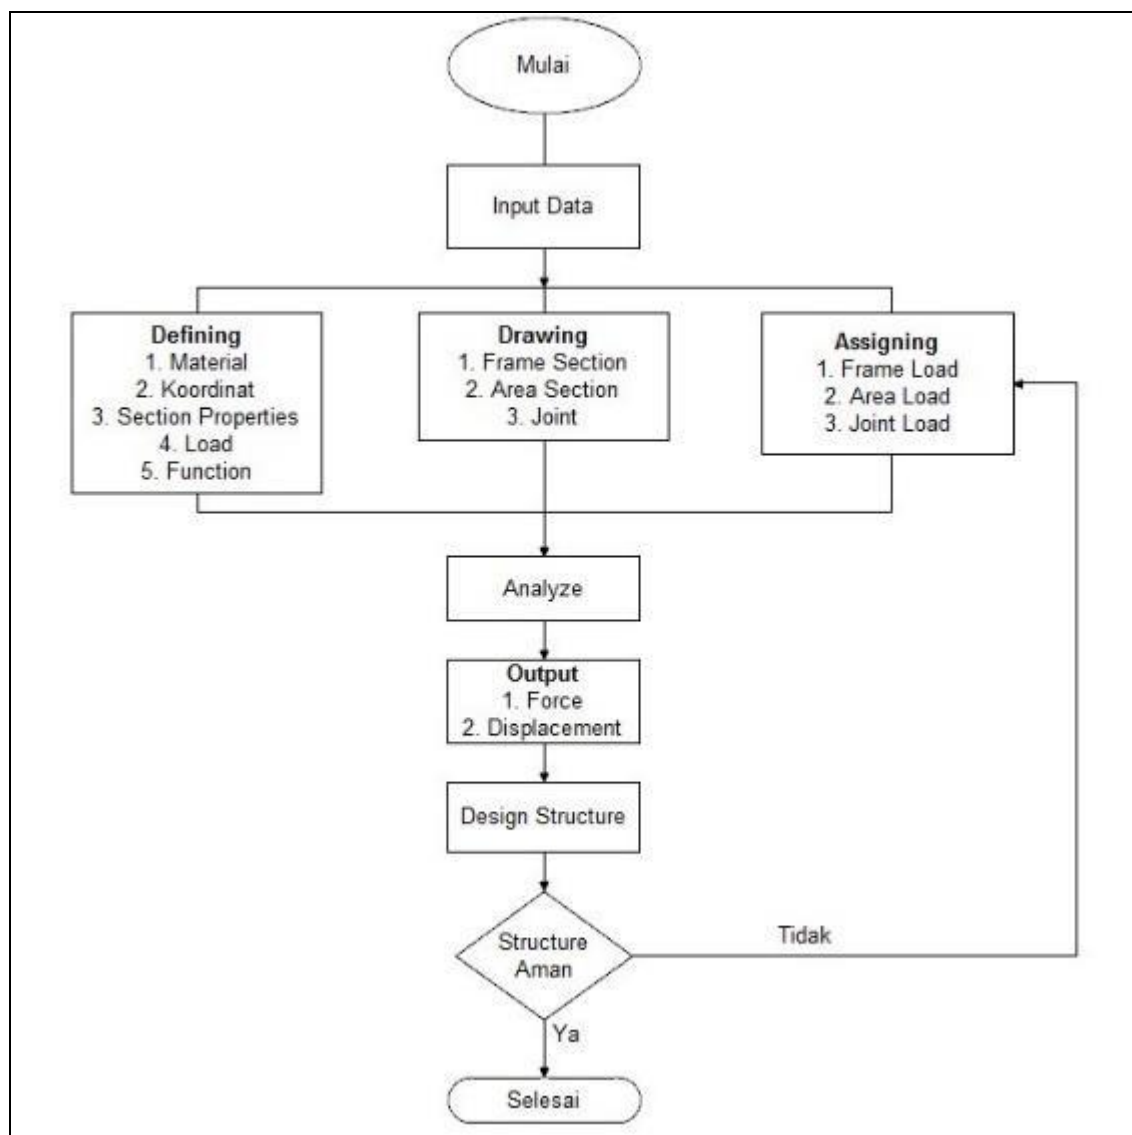 Mulai
Input Data
Defining
1. Material
2. Koordinat
3. Section Properties
4. Load
5. Function
Drawing
1. Frame Section
2. Area Section
3. Joint
Assigning
1. Frame Load
2. Area Load
3. Joint Load
Analyze
Output
1. Force
2. Displacement
Design Structure
Structure
Aman
Tidak
Ya
Selesai